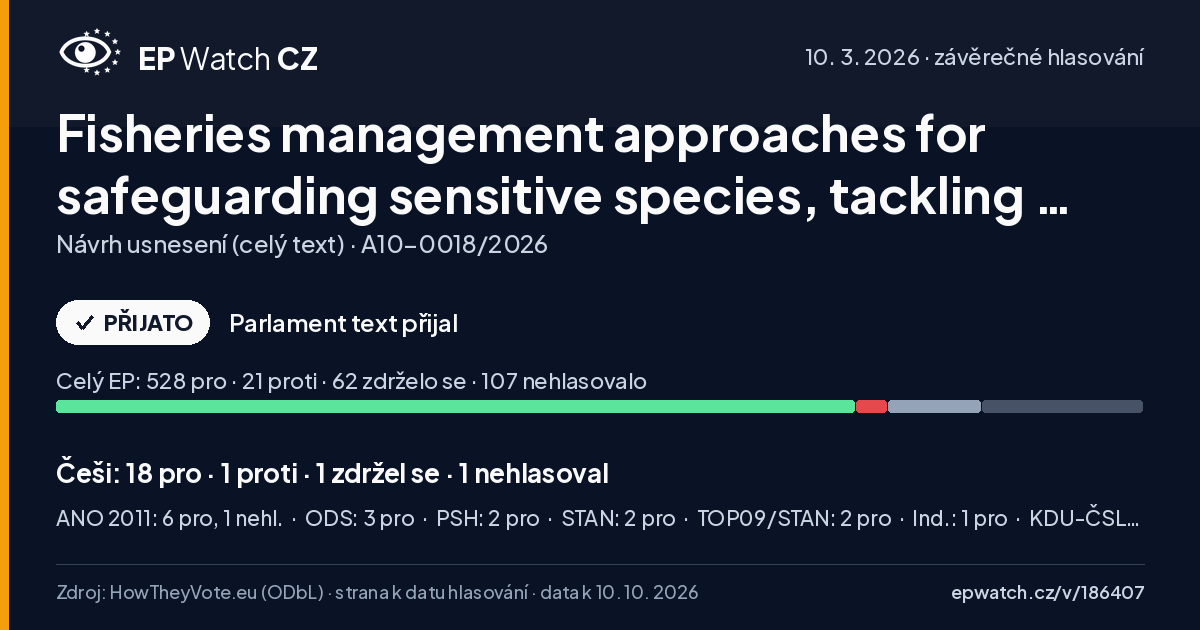 EP Watch CZ
10. 3. 2026 · závěrečné hlasování
Fisheries management approaches for
safeguarding sensitive species, tackling …
Návrh usnesení (celý text) · A10-0018/2026
✓ PŘIJATO
Parlament text přijal
Celý EP: 528 pro · 21 proti · 62 zdrželo se · 107 nehlasovalo
Češi: 18 pro · 1 proti · 1 zdržel se · 1 nehlasoval
ANO 2011: 6 pro, 1 nehl. · ODS: 3 pro · PSH: 2 pro · STAN: 2 pro · TOP09/STAN: 2 pro · Ind.: 1 pro · KDU-ČSL…
Zdroj: HowTheyVote.eu (ODbL) · strana k datu hlasování · data k 10. 10. 2026
epwatch.cz/v/186407